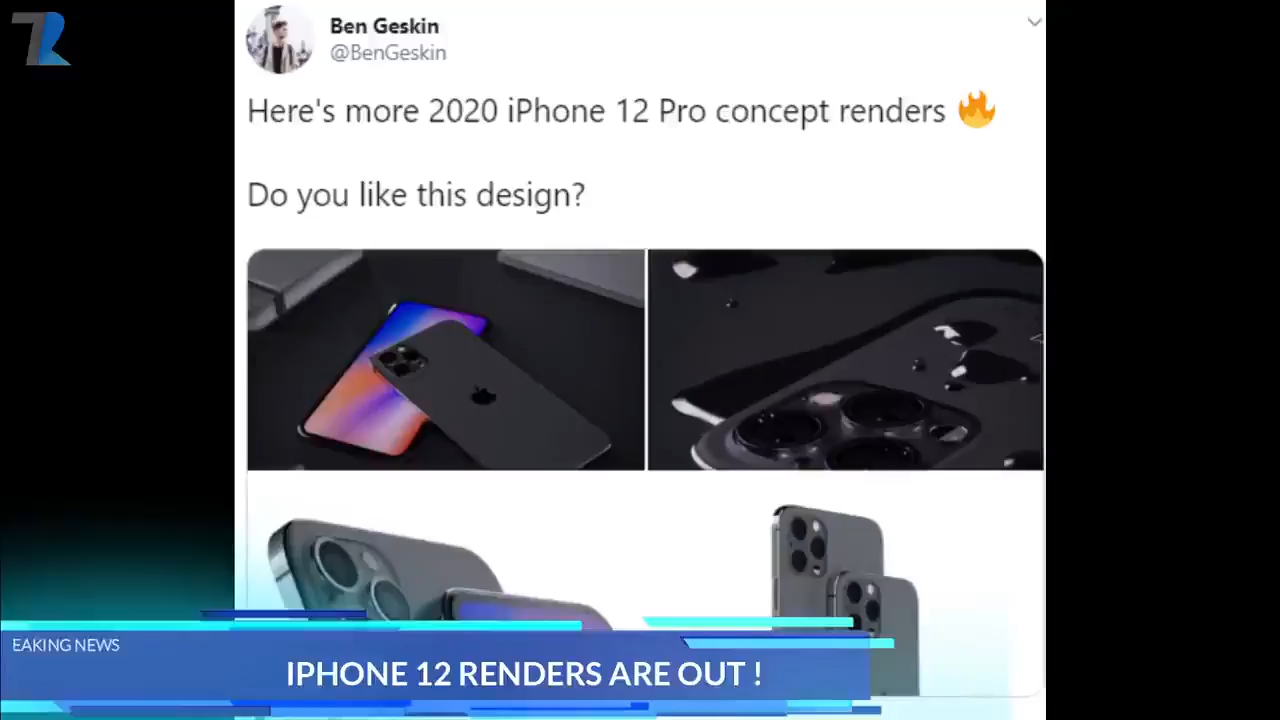 Ben Geskin
@BenGeskin
Here's more 2020 iPhone 12 Pro concept renders 🔥
Do you like this design?
EAKING NEWS
IPHONE 12 RENDERS ARE OUT !